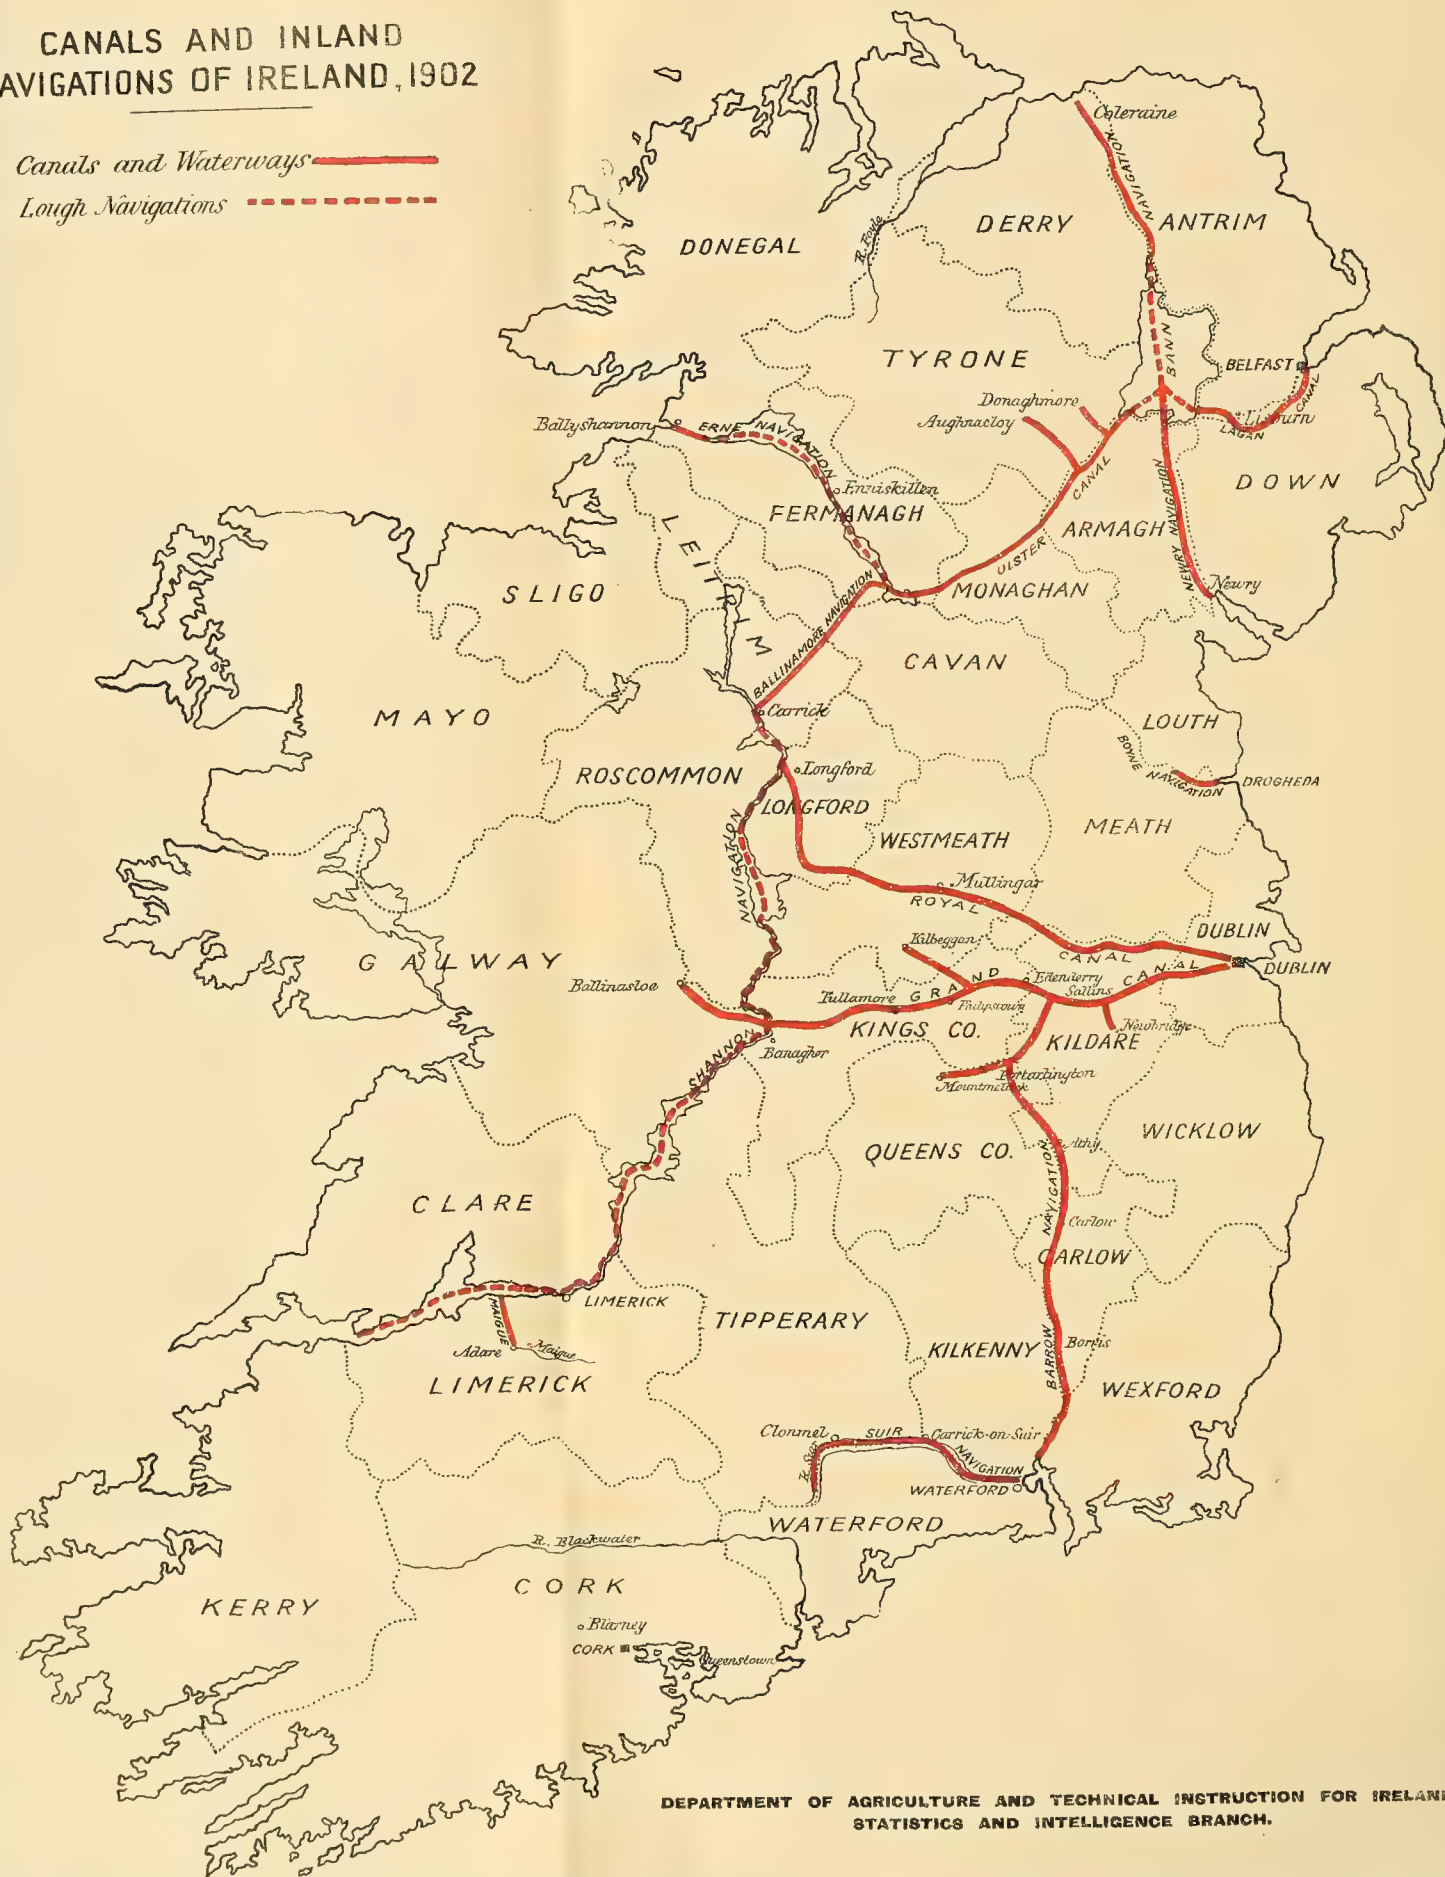 CANALS AND INLAND
AVIGATIONS OF IRELAND, 1902
Canals and Waterways
Lough Navigations
Coleraine
NAVIGATION
DERRY
ANTRIM
DONEGAL
R. Foyle
TYRONE
BANN
BELFAST
CANAL
Donaghmore
Aughnacloy
Lisburn
LAGAN
Ballyshannon
ERNE NAVIGATION
Enniskillen
CANAL
DOWN
FERMANAGH
LEITRIM
ARMAGH
NEWRY NAVIGATION
ULSTER
Newry
SLIGO
MONAGHAN
BALLINAMORE NAVIGATION
CAVAN
MAYO
Carrick
LOUTH
ROSCOMMON
Longford
BOYNE NAVIGATION
DROGHEDA
LONGFORD
NAVIGATION
WESTMEATH
MEATH
Mullingar
ROYAL
NAVIGATION
Kilbeggan
DUBLIN
CANAL
GALWAY
DUBLIN
Ballinasloe
GRAND
Edenderry
CANAL
Sallins
Tullamore
Philipstown
Newbridge
KINGS CO.
KILDARE
SHANNON
Banagher
Portarlington
Mountmellick
QUEENS CO.
Athy
WICKLOW
NAVIGATION
CLARE
Carlow
CARLOW
LIMERICK
MAIGUE
TIPPERARY
Adare
Maigue
KILKENNY
Borris
BARROW
LIMERICK
WEXFORD
Clonmel
SUIR
Carrick-on-Suir
R. Suir
NAVIGATION
WATERFORD
WATERFORD
R. Blackwater
CORK
KERRY
Blarney
CORK
Queenstown
DEPARTMENT OF AGRICULTURE AND TECHNICAL INSTRUCTION FOR IRELAND
STATISTICS AND INTELLIGENCE BRANCH.